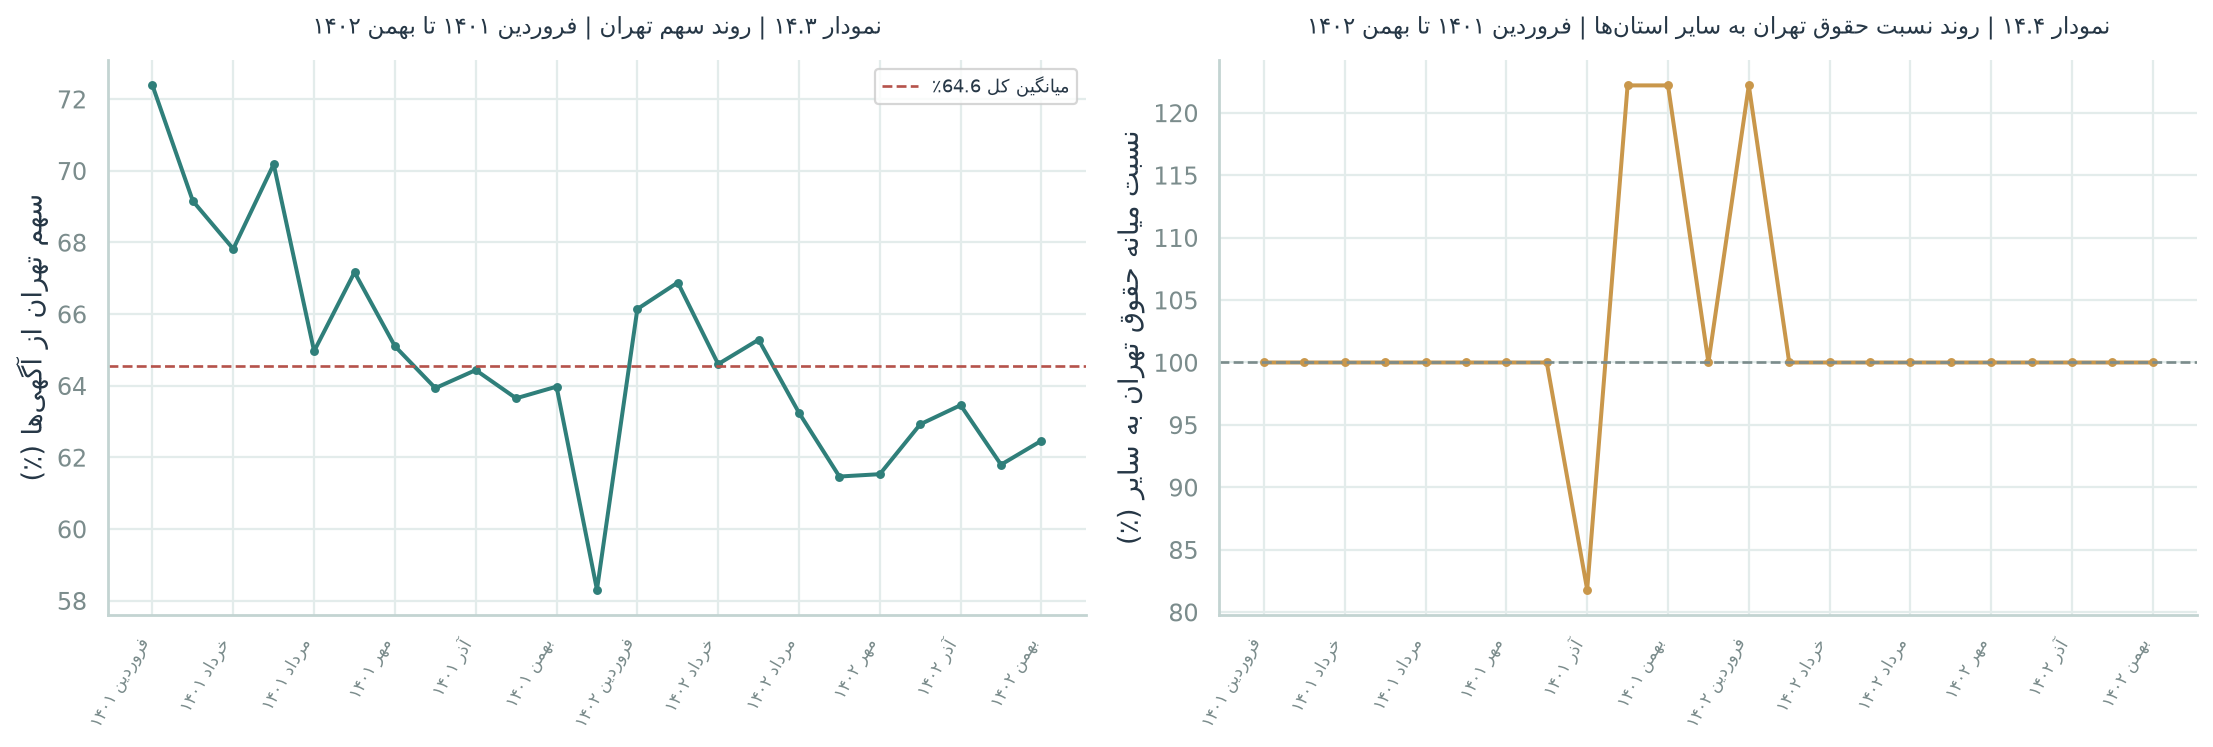 نمودار ۱۴.۳ | روند سهم تهران | فروردین ۱۴۰۱ تا بهمن ۱۴۰۲
میانگین کل 64.6٪
سهم تهران از آگهی‌ها (٪)
72
70
68
66
64
62
60
58
فروردین ۱۴۰۱
خرداد ۱۴۰۱
مرداد ۱۴۰۱
مهر ۱۴۰۱
آذر ۱۴۰۱
بهمن ۱۴۰۱
فروردین ۱۴۰۲
خرداد ۱۴۰۲
مرداد ۱۴۰۲
مهر ۱۴۰۲
آذر ۱۴۰۲
بهمن ۱۴۰۲
نمودار ۱۴.۴ | روند نسبت حقوق تهران به سایر استان‌ها | فروردین ۱۴۰۱ تا بهمن ۱۴۰۲
نسبت میانه حقوق تهران به سایر (٪)
120
115
110
105
100
95
90
85
80
فروردین ۱۴۰۱
خرداد ۱۴۰۱
مرداد ۱۴۰۱
مهر ۱۴۰۱
آذر ۱۴۰۱
بهمن ۱۴۰۱
فروردین ۱۴۰۲
خرداد ۱۴۰۲
مرداد ۱۴۰۲
مهر ۱۴۰۲
آذر ۱۴۰۲
بهمن ۱۴۰۲